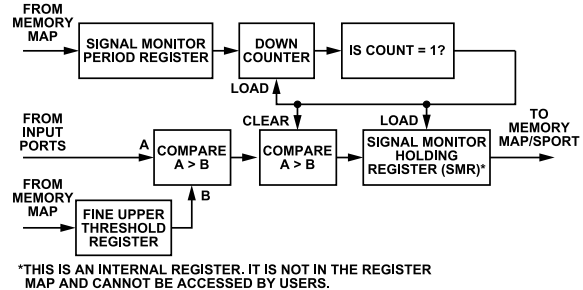 FROM
MEMORY
MAP
SIGNAL MONITOR
PERIOD REGISTER
DOWN
COUNTER
IS COUNT = 1?
LOAD
FROM
INPUT
PORTS
A
COMPARE
A > B
B
CLEAR
COMPARE
A > B
LOAD
SIGNAL MONITOR
HOLDING
REGISTER (SMR)*
TO
MEMORY
MAP/SPORT
FROM
MEMORY
MAP
FINE UPPER
THRESHOLD
REGISTER
*THIS IS AN INTERNAL REGISTER. IT IS NOT IN THE REGISTER
MAP AND CANNOT BE ACCESSED BY USERS.